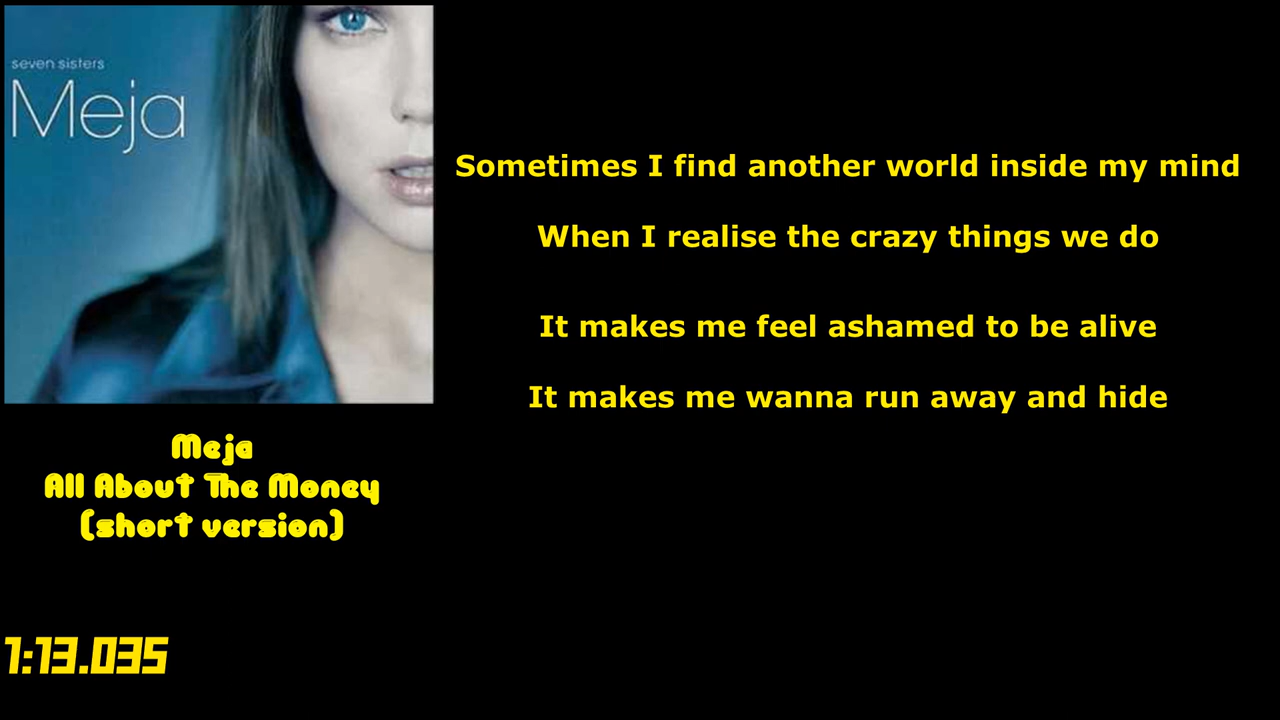 seven sisters
Meja
Sometimes I find another world inside my mind
When I realise the crazy things we do
It makes me feel ashamed to be alive
It makes me wanna run away and hide
Meja
All About The Money
(short version)
1:13.035